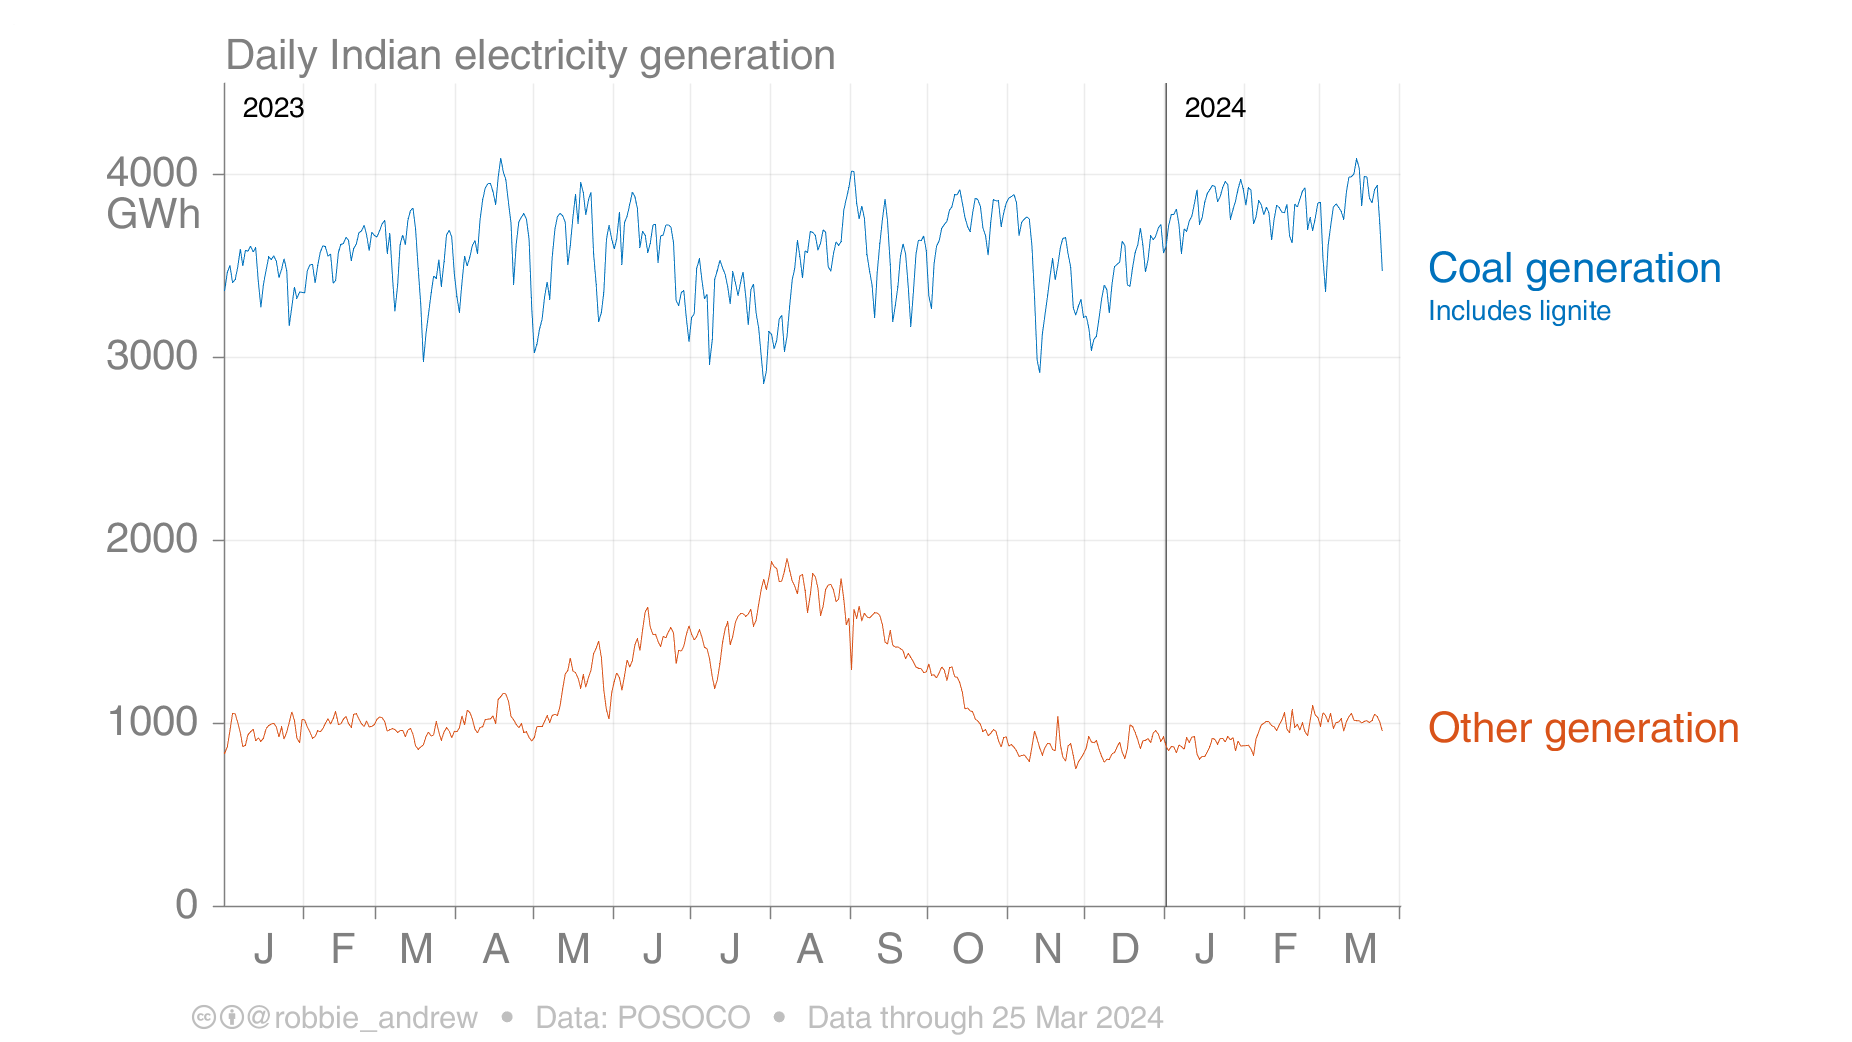 Daily Indian electricity generation
2023
2024
4000
GWh
3000
2000
1000
0
Coal generation
Includes lignite
Other generation
J F M A M J J A S O N D J F M
cc @robbie_andrew • Data: POSOCO • Data through 25 Mar 2024